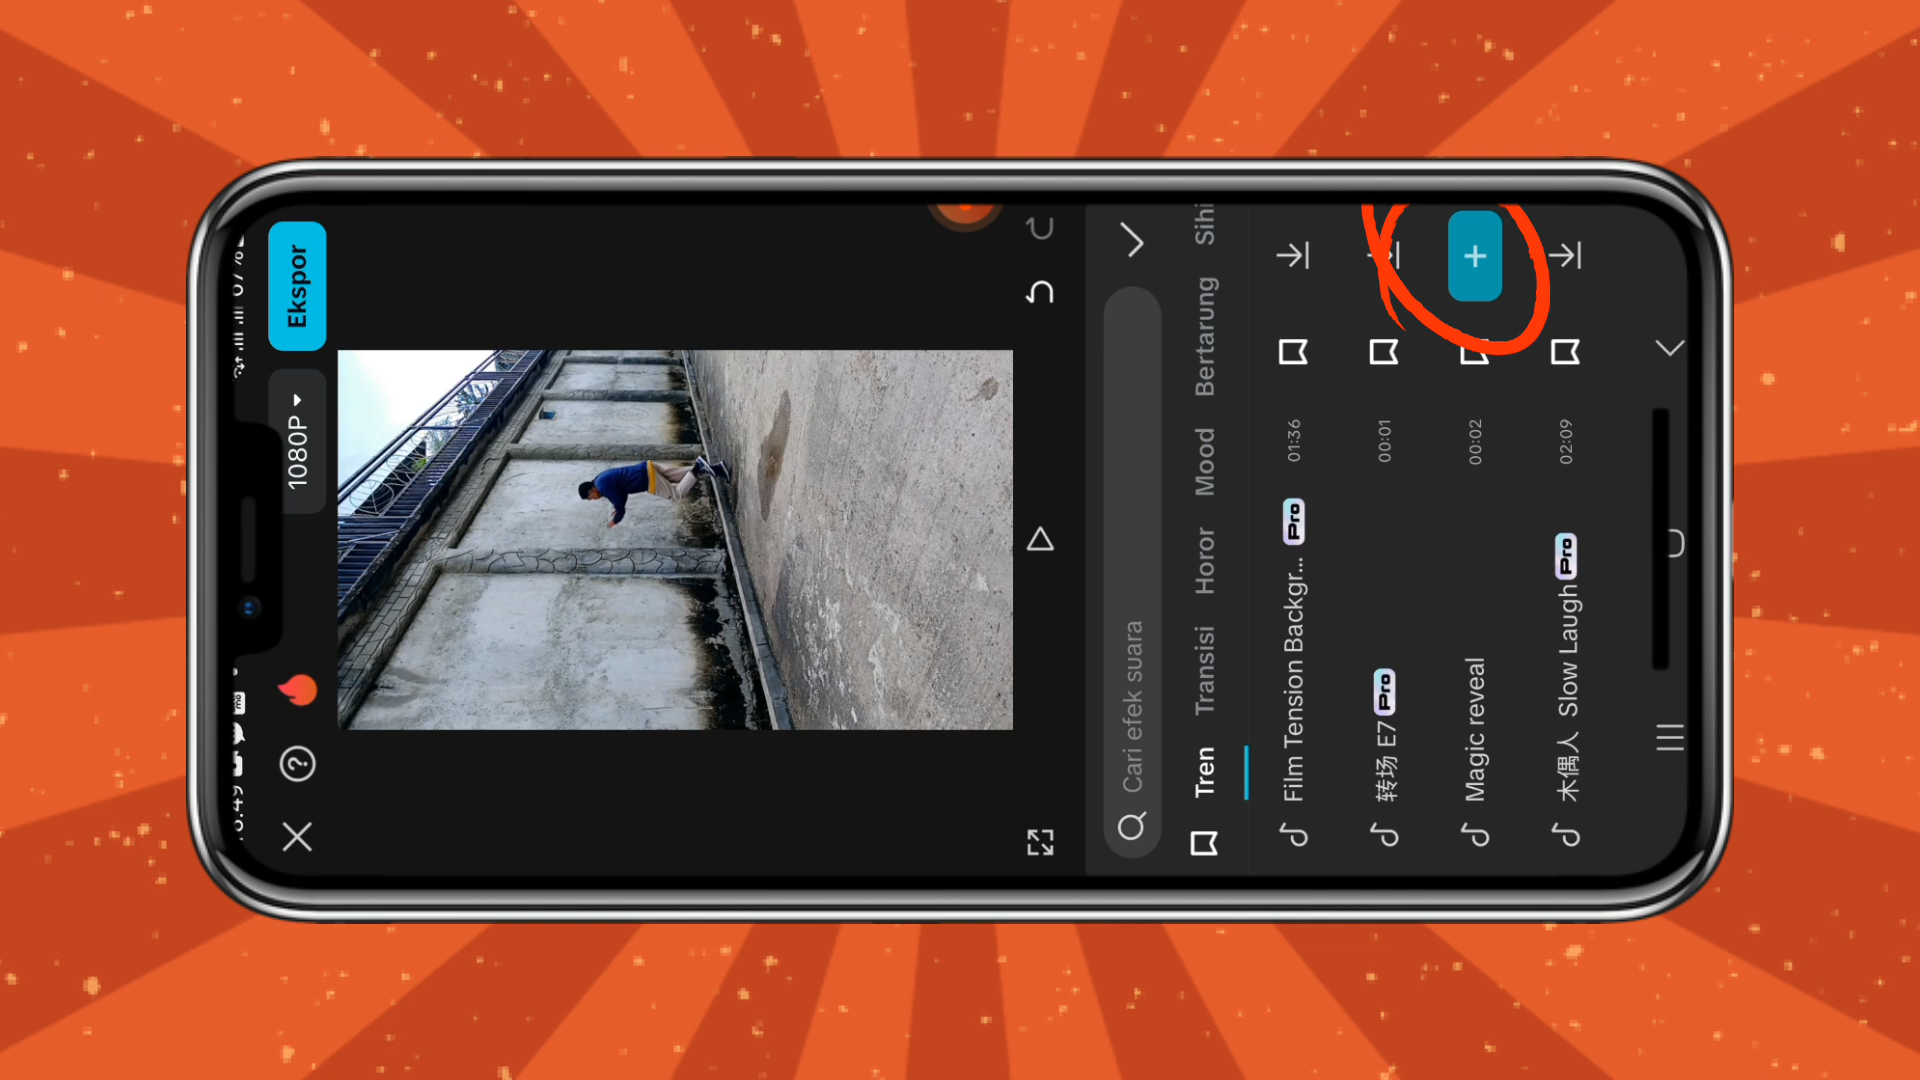 Ekspor
1080P
Cari efek suara
Tren Transisi Horor Mood Bertarung
Film Tension Backgr... Pro 01:36
转场 E7 Pro 00:01
Magic reveal 00:02
木偶人 Slow Laugh Pro 02:09